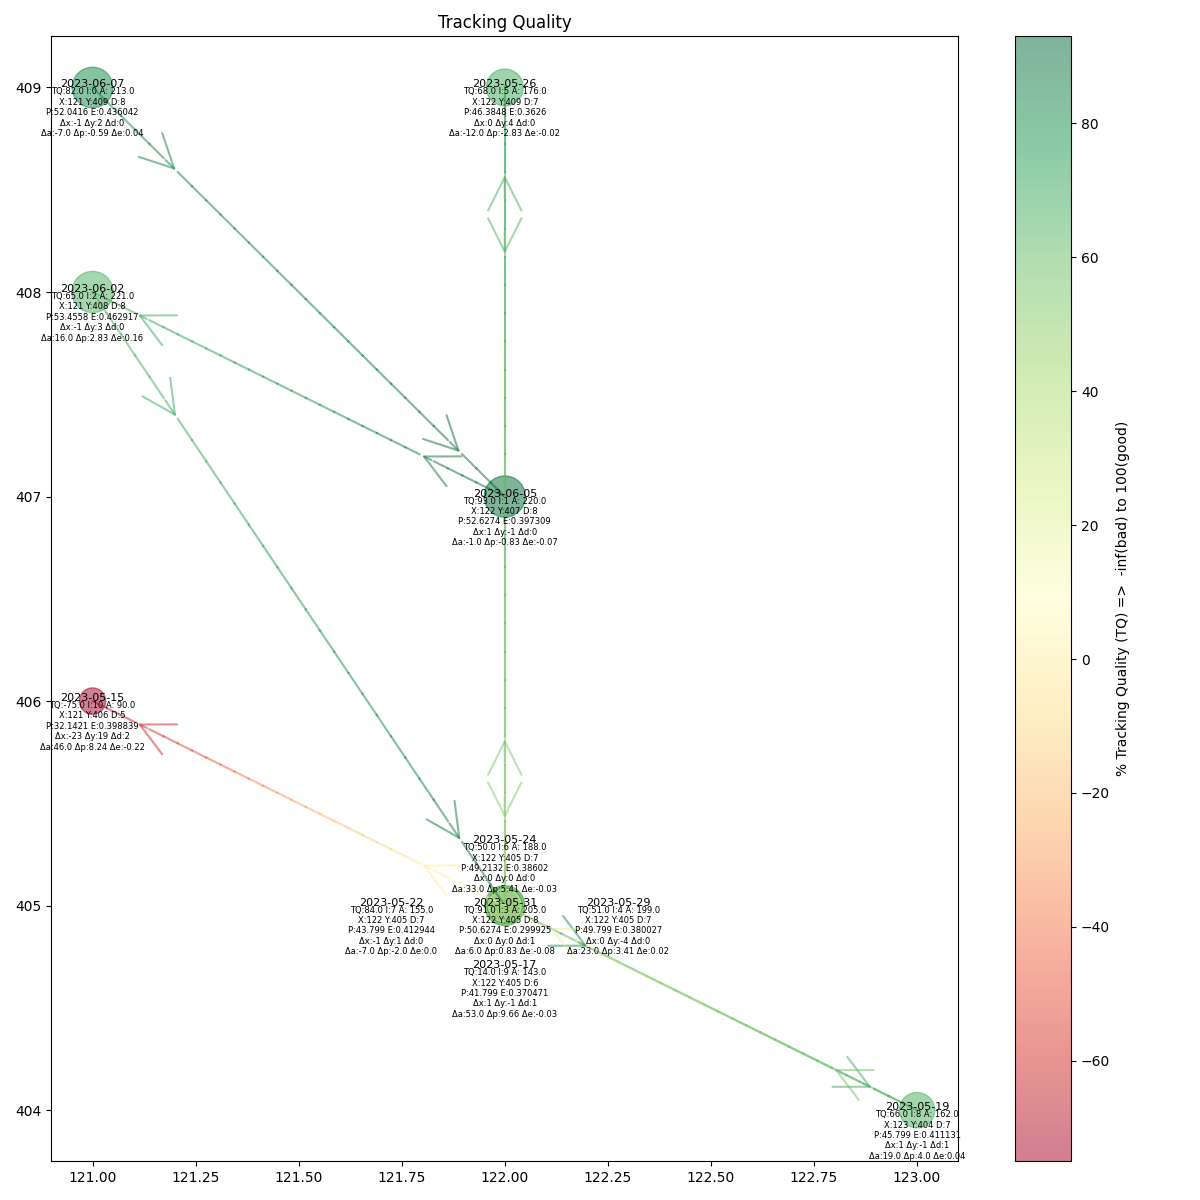 Tracking Quality
409
408
407
406
405
404
2023-06-07
TQ:82.0 I:0 A: 213.0
X:121 Y:409 D:8
P:52.0416 E:0.436042
Δx:-1 Δy:2 Δd:0
Δa:-7.0 Δp:-0.59 Δe:0.04
2023-05-26
TQ:68.0 I:5 A: 176.0
X:122 Y:409 D:7
P:46.3848 E:0.3626
Δx:0 Δy:4 Δd:0
Δa:-12.0 Δp:-2.83 Δe:-0.02
2023-06-02
TQ:65.0 I:2 A: 221.0
X:121 Y:408 D:8
P:53.4558 E:0.462917
Δx:-1 Δy:3 Δd:0
Δa:16.0 Δp:2.83 Δe:0.16
2023-06-05
TQ:93.0 I:1 A: 220.0
X:122 Y:407 D:8
P:52.6274 E:0.397309
Δx:1 Δy:-1 Δd:0
Δa:-1.0 Δp:-0.83 Δe:-0.07
2023-05-15
TQ:-75.0 I:10 A: 90.0
X:121 Y:406 D:5
P:32.1421 E:0.398839
Δx:-23 Δy:19 Δd:2
Δa:46.0 Δp:8.24 Δe:-0.22
2023-05-24
TQ:50.0 I:6 A: 188.0
X:122 Y:405 D:7
P:49.2132 E:0.38602
Δx:0 Δy:0 Δd:0
Δa:33.0 Δp:5.41 Δe:-0.03
2023-05-22
TQ:84.0 I:7 A: 155.0
X:122 Y:405 D:7
P:43.799 E:0.412944
Δx:-1 Δy:1 Δd:0
Δa:-7.0 Δp:-2.0 Δe:0.0
2023-05-31
TQ:91.0 I:3 A: 205.0
X:122 Y:405 D:8
P:50.6274 E:0.299925
Δx:0 Δy:0 Δd:1
Δa:6.0 Δp:0.83 Δe:-0.08
2023-05-29
TQ:51.0 I:4 A: 199.0
X:122 Y:405 D:7
P:49.799 E:0.380027
Δx:0 Δy:-4 Δd:0
Δa:23.0 Δp:3.41 Δe:0.02
2023-05-17
TQ:14.0 I:9 A: 143.0
X:122 Y:405 D:6
P:41.799 E:0.370471
Δx:1 Δy:-1 Δd:1
Δa:53.0 Δp:9.66 Δe:-0.03
2023-05-19
TQ:66.0 I:8 A: 162.0
X:123 Y:404 D:7
P:45.799 E:0.411131
Δx:1 Δy:-1 Δd:1
Δa:19.0 Δp:4.0 Δe:0.04
121.00 121.25 121.50 121.75 122.00 122.25 122.50 122.75 123.00
80
60
40
20
0
−20
−40
−60
% Tracking Quality (TQ) =>  -inf(bad) to 100(good)